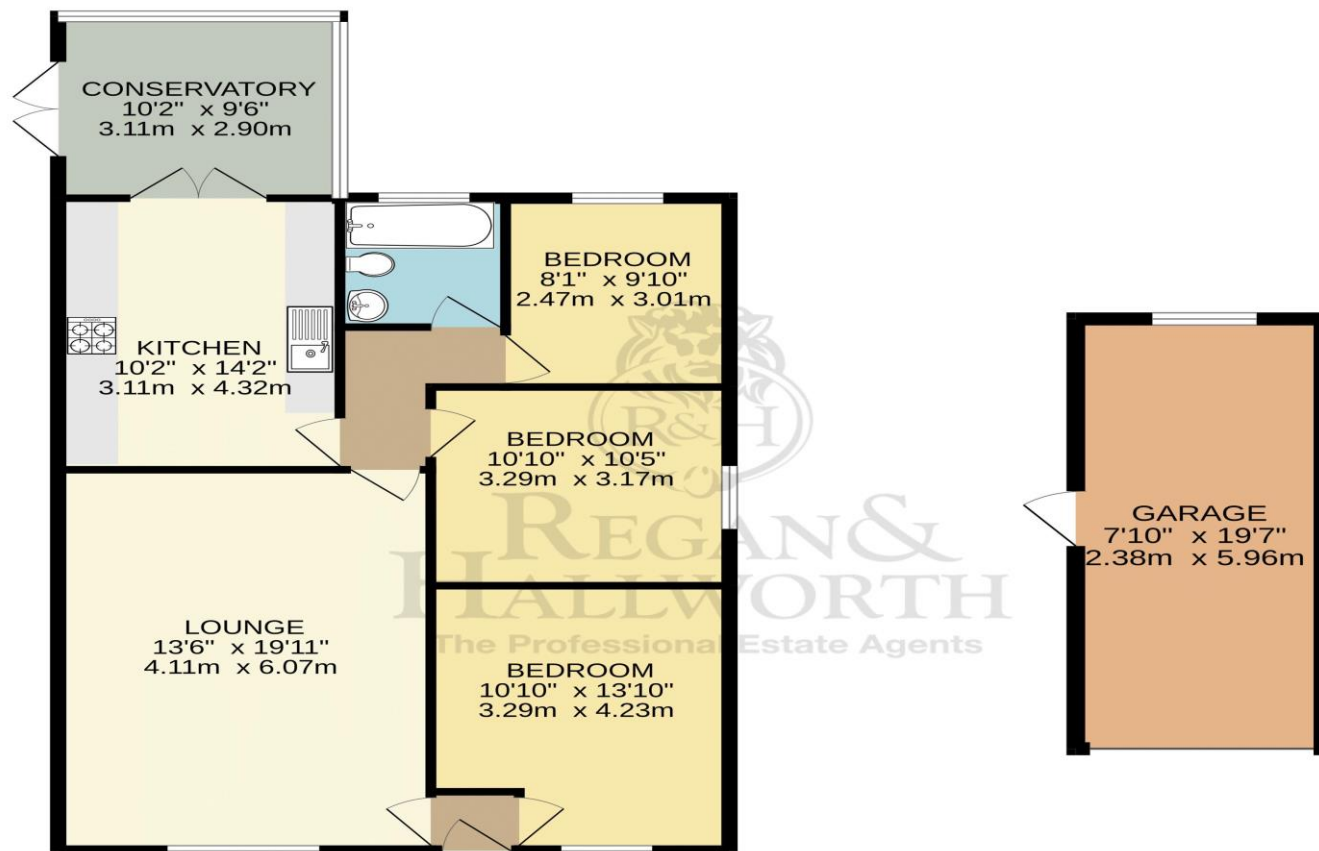 CONSERVATORY
10'2" x 9'6"
3.11m x 2.90m
BEDROOM
8'1" x 9'10"
2.47m x 3.01m
KITCHEN
10'2" x 14'2"
3.11m x 4.32m
R&H
BEDROOM
10'10" x 10'5"
3.29m x 3.17m
REGAN &
HALLWORTH
The Professional Estate Agents
GARAGE
7'10" x 19'7"
2.38m x 5.96m
LOUNGE
13'6" x 19'11"
4.11m x 6.07m
BEDROOM
10'10" x 13'10"
3.29m x 4.23m